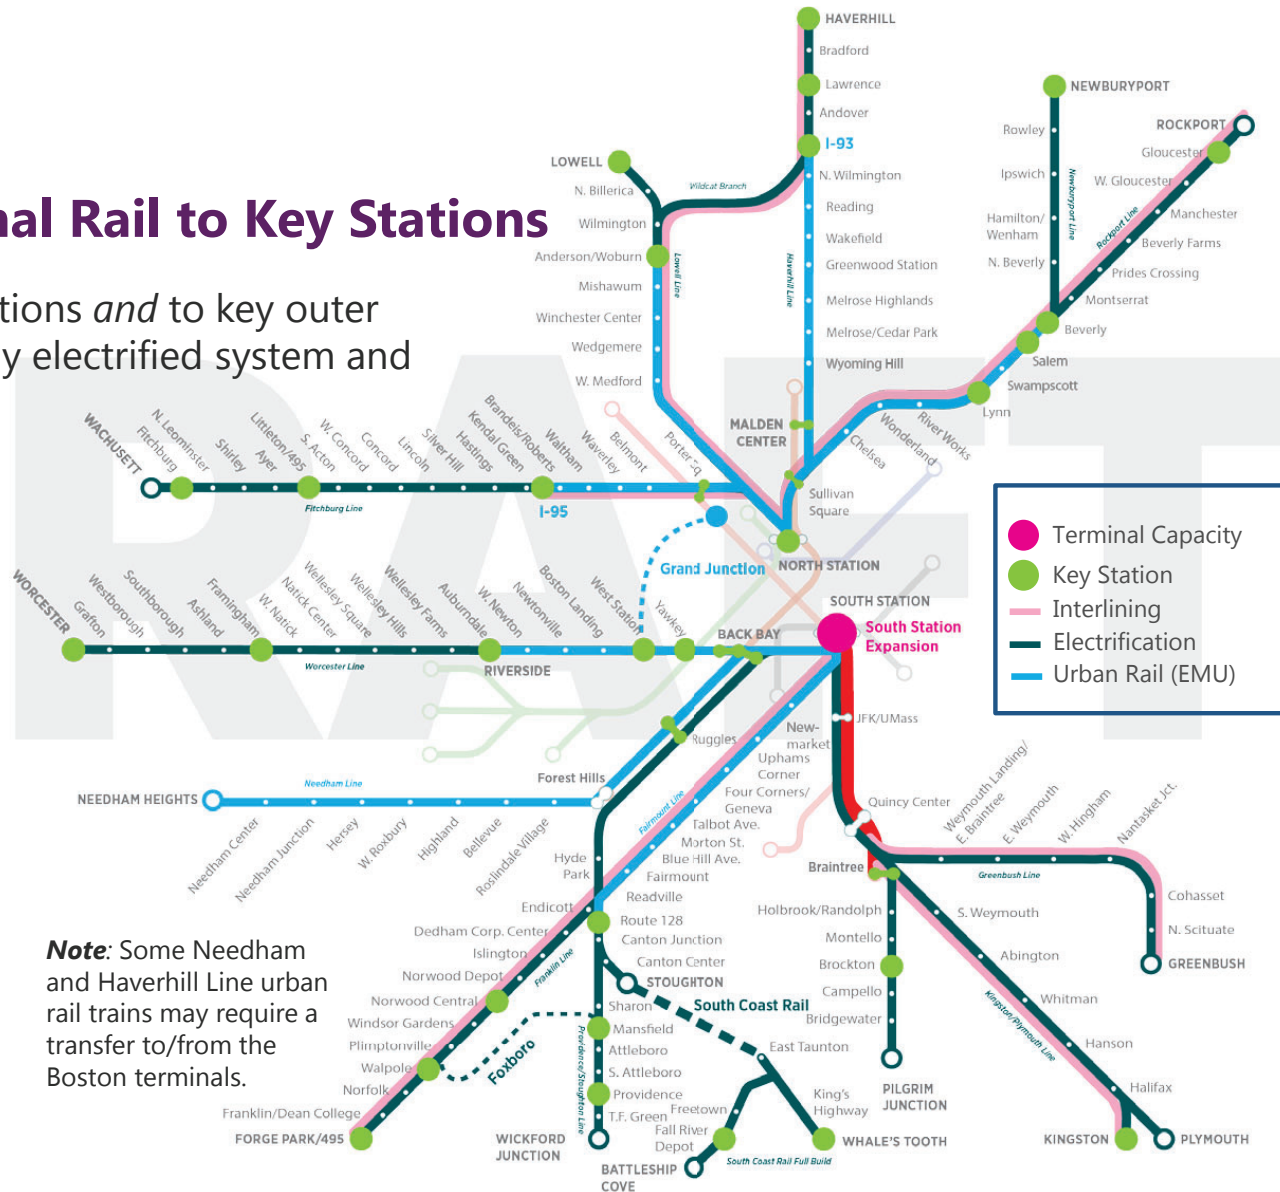 nal Rail to Key Stations
tions and to key outer
y electrified system and
HAVERHILL
Bradford
Lawrence
Andover
I-93
N. Wilmington
Reading
Wakefield
Greenwood Station
Melrose Highlands
Melrose/Cedar Park
Wyoming Hill
MALDEN
CENTER
Haverhill Line
Wildcat Branch
LOWELL
N. Billerica
Wilmington
Anderson/Woburn
Mishawum
Winchester Center
Wedgemere
W. Medford
Lowell Line
NEWBURYPORT
Rowley
Ipswich
Hamilton/
Wenham
N. Beverly
Newburyport Line
ROCKPORT
Gloucester
W. Gloucester
Manchester
Beverly Farms
Prides Crossing
Montserrat
Rockport Line
Beverly
Salem
Swampscott
Lynn
River Works
Wonderland
Chelsea
Sullivan
Square
NORTH STATION
WACHUSETT
Fitchburg
N. Leominster
Shirley
Ayer
Littleton/495
S. Acton
W. Concord
Concord
Lincoln
Silver Hill
Hastings
Kendal Green
Brandeis/Roberts
Waltham
Waverley
Belmont
Porter Sq
Fitchburg Line
I-95
Grand Junction
WORCESTER
Grafton
Westborough
Southborough
Ashland
Framingham
W. Natick
Natick Center
Wellesley Square
Wellesley Hills
Wellesley Farms
Auburndale
W. Newton
Newtonville
Boston Landing
West Station
Yawkey
BACK BAY
Worcester Line
RIVERSIDE
SOUTH STATION
South Station
Expansion
Terminal Capacity
Key Station
Interlining
Electrification
Urban Rail (EMU)
DRAFT
JFK/UMass
Quincy Center
Braintree
Ruggles
Forest Hills
NEEDHAM HEIGHTS
Needham Line
Needham Center
Needham Junction
Hersey
W. Roxbury
Highland
Bellevue
Roslindale Village
Hyde
Park
New-
market
Uphams
Corner
Four Corners/
Geneva
Talbot Ave.
Morton St.
Blue Hill Ave.
Fairmount
Readville
Fairmount Line
Weymouth Landing/
E. Braintree
E. Weymouth
W. Hingham
Nantasket Jct.
Greenbush Line
Cohasset
N. Scituate
GREENBUSH
Endicott
Dedham Corp. Center
Islington
Norwood Depot
Norwood Central
Windsor Gardens
Plimptonville
Walpole
Norfolk
Franklin/Dean College
FORGE PARK/495
Franklin Line
Foxboro
Route 128
Canton Junction
Canton Center
STOUGHTON
Sharon
Mansfield
Attleboro
S. Attleboro
Providence
T.F. Green
WICKFORD
JUNCTION
Providence/Stoughton Line
South Coast Rail
East Taunton
Freetown
Fall River
Depot
BATTLESHIP
COVE
King's
Highway
WHALE'S TOOTH
South Coast Rail Full Build
Holbrook/Randolph
Montello
Brockton
Campello
Bridgewater
PILGRIM
JUNCTION
S. Weymouth
Abington
Whitman
Hanson
Halifax
Kingston/Plymouth Line
KINGSTON
PLYMOUTH
Note: Some Needham
and Haverhill Line urban
rail trains may require a
transfer to/from the
Boston terminals.